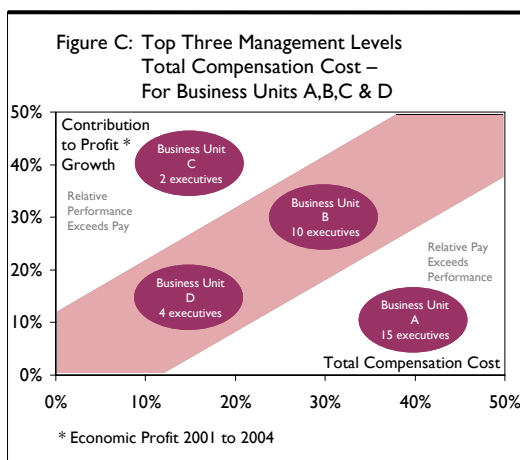 Figure C: Top Three Management Levels
Total Compensation Cost –
For Business Units A,B,C & D
50%
Contribution
to Profit *
Growth
40%
Business Unit
C
2 executives
Relative
Performance
Exceeds Pay
30%
Business Unit
B
10 executives
Relative Pay
Exceeds
Performance
20%
Business Unit
D
4 executives
10%
Business Unit
A
15 executives
Total Compensation Cost
0%
0% 10% 20% 30% 40% 50%
* Economic Profit 2001 to 2004